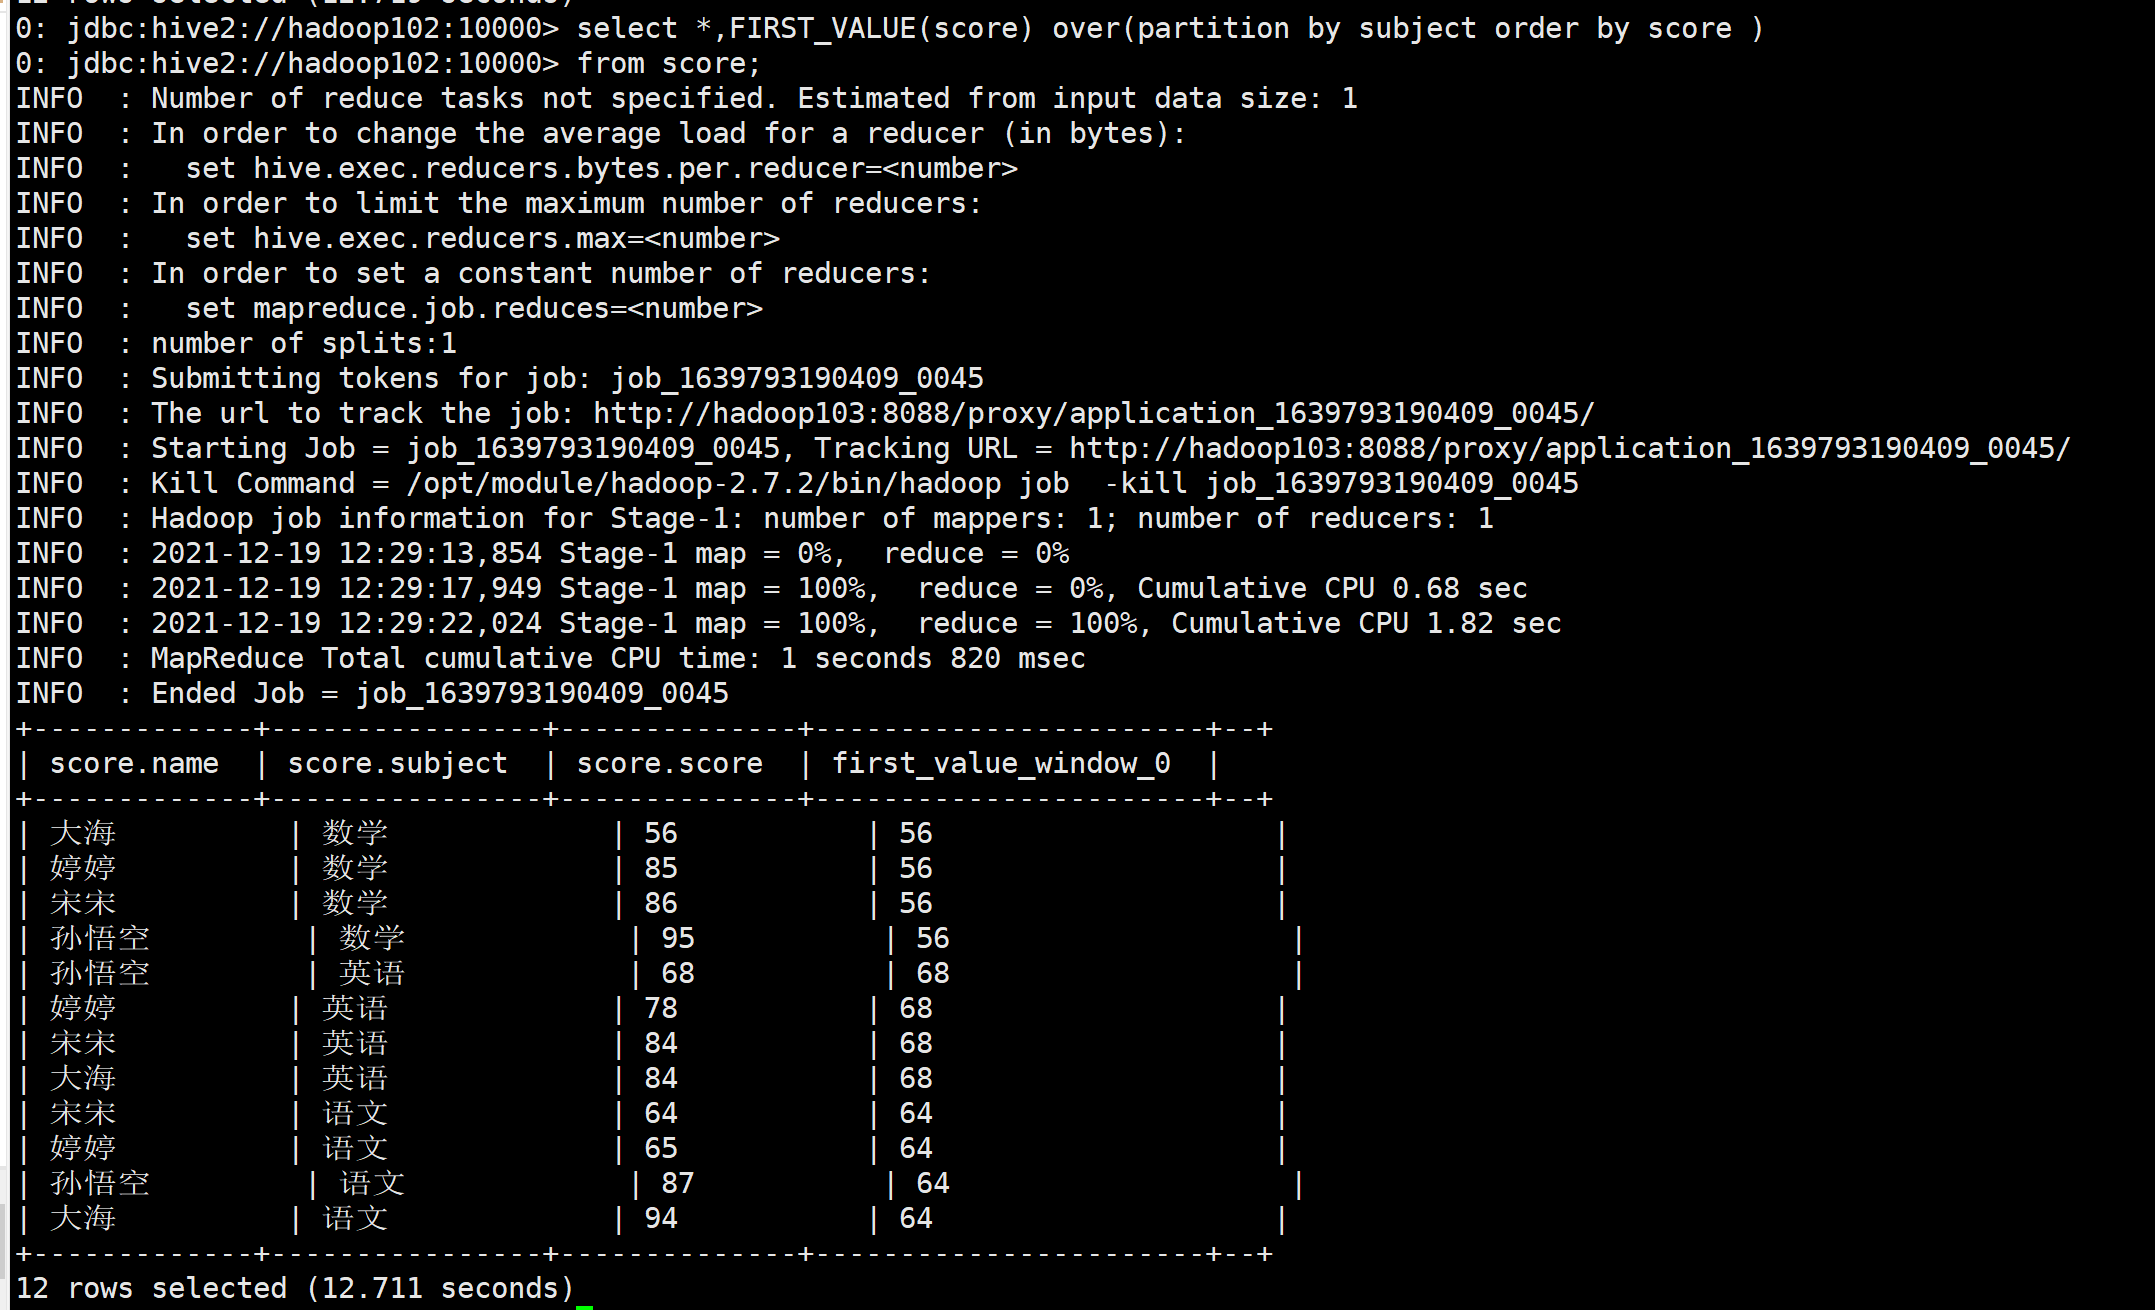 12 rows selected (12.719 seconds)
0: jdbc:hive2://hadoop102:10000> select *,FIRST_VALUE(score) over(partition by subject order by score )
0: jdbc:hive2://hadoop102:10000> from score;
INFO  : Number of reduce tasks not specified. Estimated from input data size: 1
INFO  : In order to change the average load for a reducer (in bytes):
INFO  :   set hive.exec.reducers.bytes.per.reducer=<number>
INFO  : In order to limit the maximum number of reducers:
INFO  :   set hive.exec.reducers.max=<number>
INFO  : In order to set a constant number of reducers:
INFO  :   set mapreduce.job.reduces=<number>
INFO  : number of splits:1
INFO  : Submitting tokens for job: job_1639793190409_0045
INFO  : The url to track the job: http://hadoop103:8088/proxy/application_1639793190409_0045/
INFO  : Starting Job = job_1639793190409_0045, Tracking URL = http://hadoop103:8088/proxy/application_1639793190409_0045/
INFO  : Kill Command = /opt/module/hadoop-2.7.2/bin/hadoop job  -kill job_1639793190409_0045
INFO  : Hadoop job information for Stage-1: number of mappers: 1; number of reducers: 1
INFO  : 2021-12-19 12:29:13,854 Stage-1 map = 0%,  reduce = 0%
INFO  : 2021-12-19 12:29:17,949 Stage-1 map = 100%,  reduce = 0%, Cumulative CPU 0.68 sec
INFO  : 2021-12-19 12:29:22,024 Stage-1 map = 100%,  reduce = 100%, Cumulative CPU 1.82 sec
INFO  : MapReduce Total cumulative CPU time: 1 seconds 820 msec
INFO  : Ended Job = job_1639793190409_0045
+-------------+----------------+--------------+-----------------------+--+
| score.name  | score.subject  | score.score  | first_value_window_0  |
+-------------+----------------+--------------+-----------------------+--+
| 大海          | 数学             | 56           | 56                    |
| 婷婷          | 数学             | 85           | 56                    |
| 宋宋          | 数学             | 86           | 56                    |
| 孙悟空         | 数学             | 95           | 56                    |
| 孙悟空         | 英语             | 68           | 68                    |
| 婷婷          | 英语             | 78           | 68                    |
| 宋宋          | 英语             | 84           | 68                    |
| 大海          | 英语             | 84           | 68                    |
| 宋宋          | 语文             | 64           | 64                    |
| 婷婷          | 语文             | 65           | 64                    |
| 孙悟空         | 语文             | 87           | 64                    |
| 大海          | 语文             | 94           | 64                    |
+-------------+----------------+--------------+-----------------------+--+
12 rows selected (12.711 seconds)